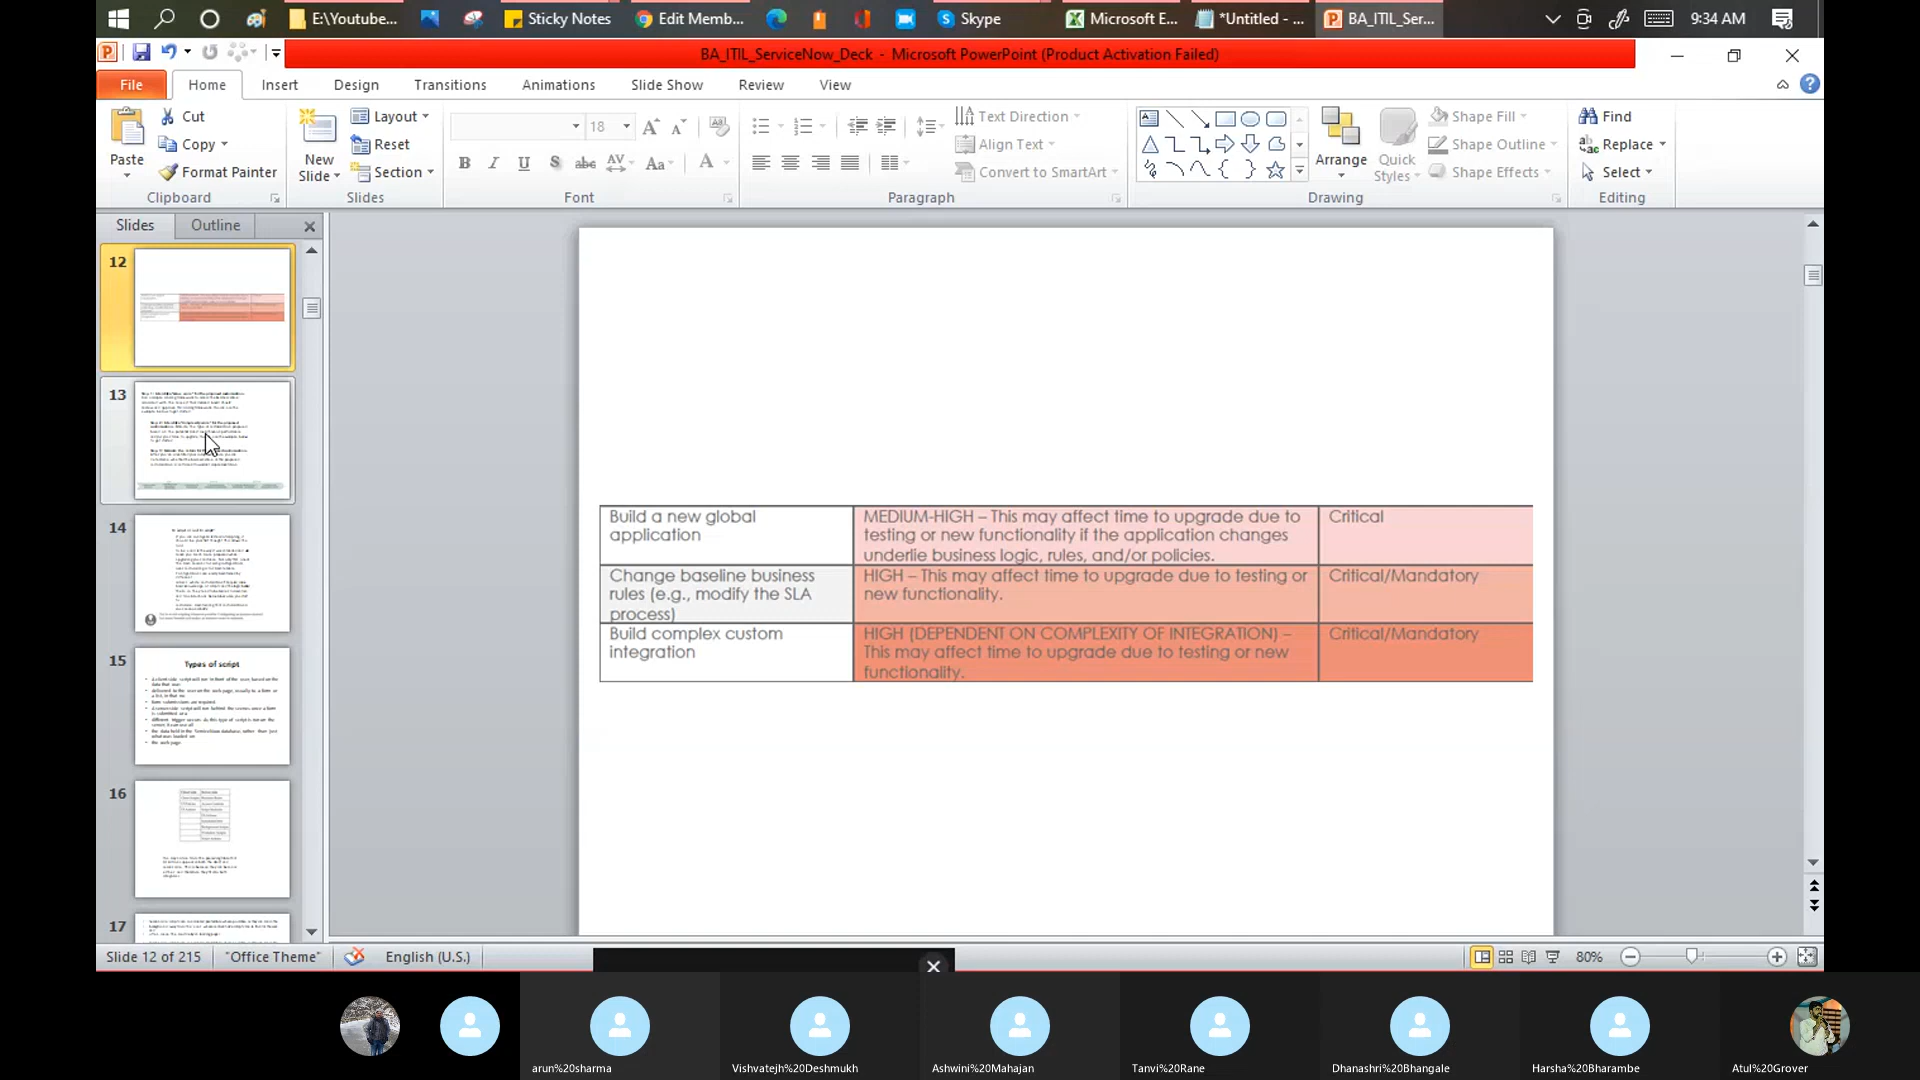 E:\Youtube...
Sticky Notes
Edit Memb...
Skype
Microsoft E...
*Untitled - ...
BA_ITIL_Ser...
9:34 AM
BA_ITIL_ServiceNow_Deck - Microsoft PowerPoint (Product Activation Failed)
File
Home
Insert
Design
Transitions
Animations
Slide Show
Review
View
Paste
Cut
Copy
Format Painter
Clipboard
New
Slide
Layout
Reset
Section
Slides
18
Font
Paragraph
Text Direction
Align Text
Convert to SmartArt
Arrange
Quick
Styles
Shape Fill
Shape Outline
Shape Effects
Drawing
Find
Replace
Select
Editing
Slides
Outline
12
13
14
15
Types of script
16
17
Build a new global
application
MEDIUM-HIGH – This may affect time to upgrade due to
testing or new functionality if the application changes
underlie business logic, rules, and/or policies.
Critical
Change baseline business
rules (e.g., modify the SLA
process)
HIGH – This may affect time to upgrade due to testing or
new functionality.
Critical/Mandatory
Build complex custom
integration
HIGH (DEPENDENT ON COMPLEXITY OF INTEGRATION) –
This may affect time to upgrade due to testing or new
functionality.
Critical/Mandatory
Slide 12 of 215
"Office Theme"
English (U.S.)
80%
arun%20sharma
Vishvatejh%20Deshmukh
Ashwini%20Mahajan
Tanvi%20Rane
Dhanashri%20Bhangale
Harsha%20Bharambe
Atul%20Grover